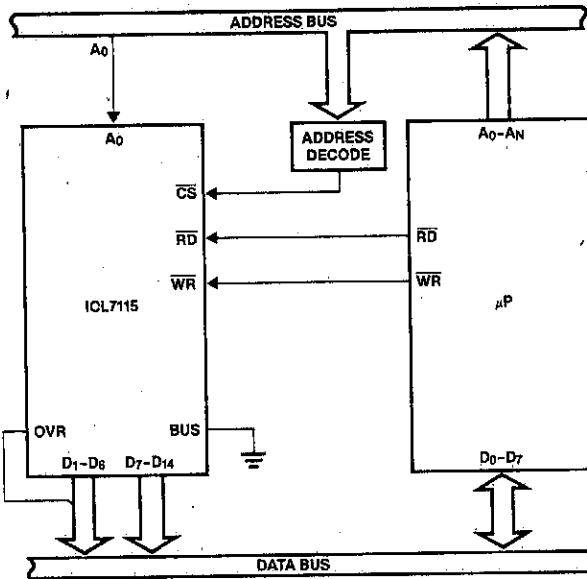 ADDRESS BUS
A0
A0
ADDRESS
DECODE
A0-AN
CS
RD
RD
WR
WR
ICL7115
μP
OVR
BUS
D1-D6
D7-D14
D0-D7
DATA BUS